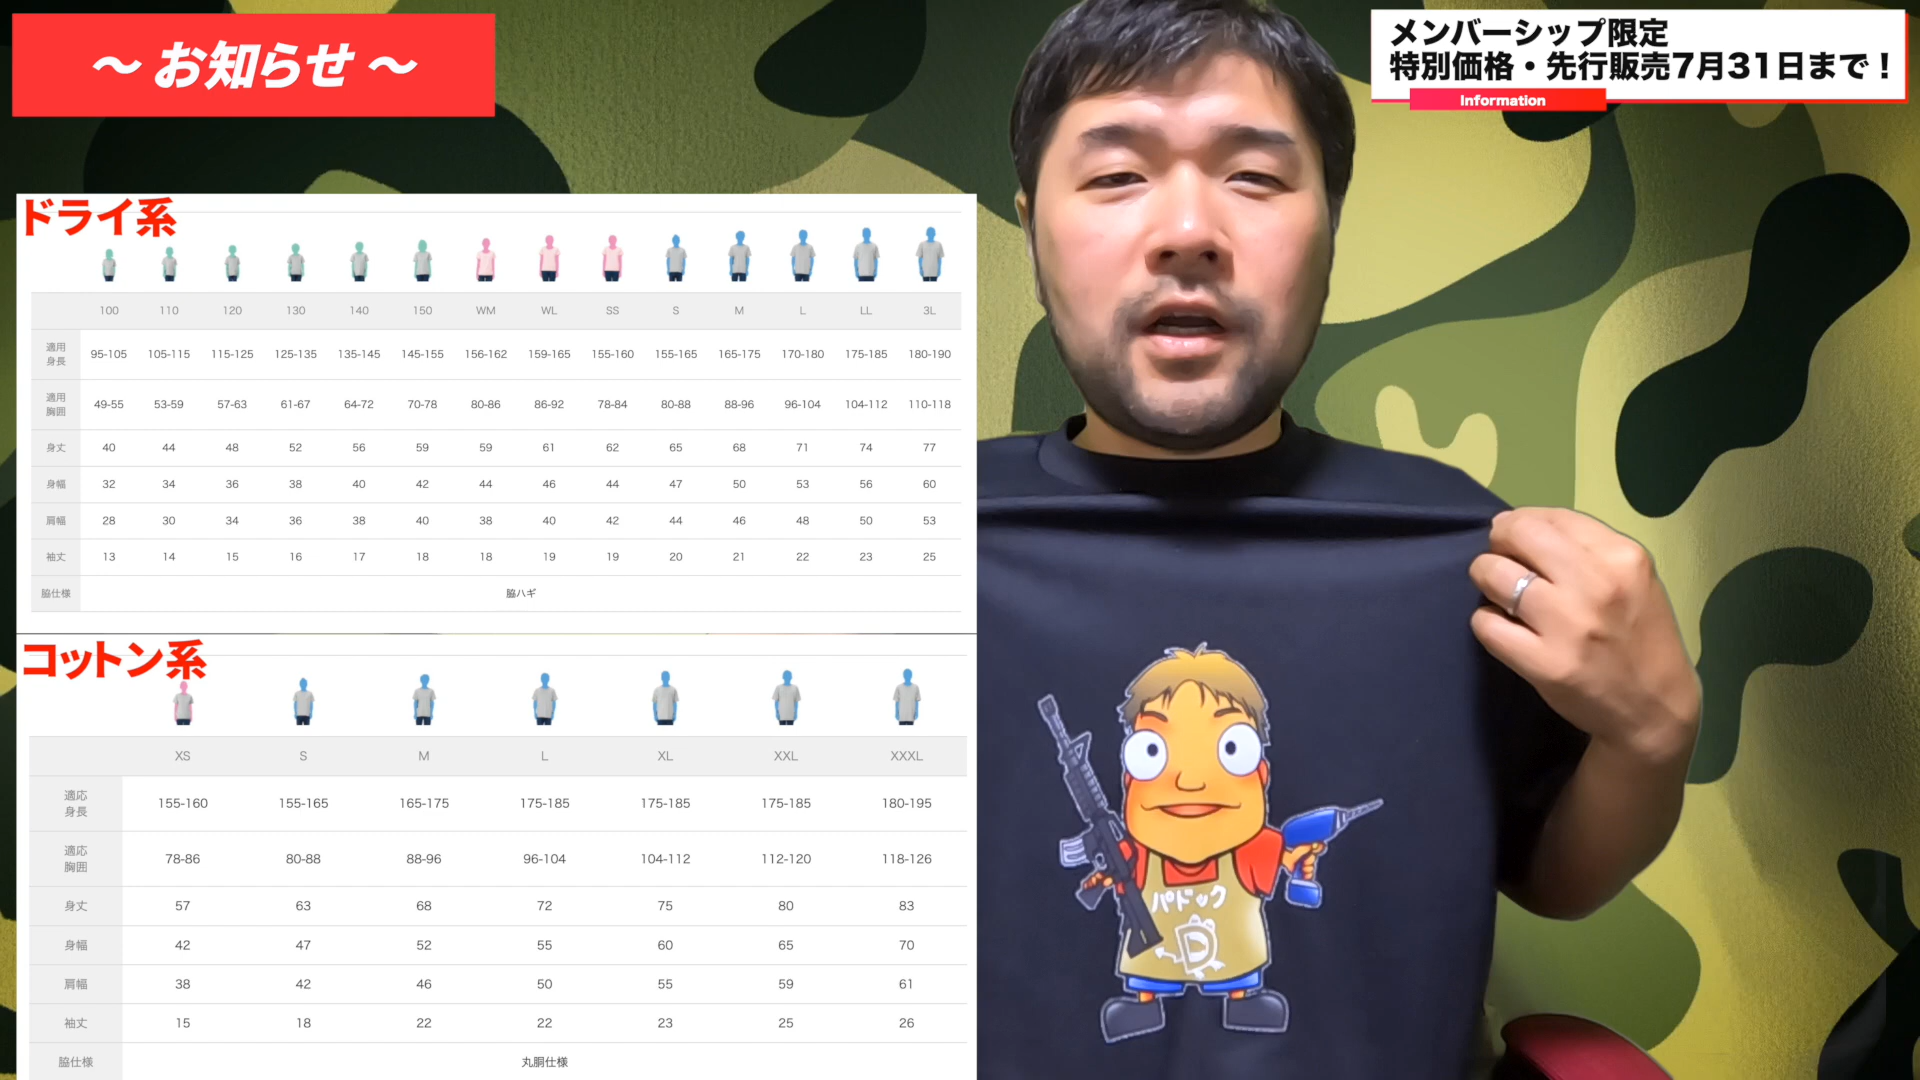 ～ お知らせ ～
メンバーシップ限定
特別価格・先行販売7月31日まで！
Information
ドライ系
100 110 120 130 140 150 WM WL SS S M L LL 3L
適用
身長
95-105 105-115 115-125 125-135 135-145 145-155 156-162 159-165 155-160 155-165 165-175 170-180 175-185 180-190
適用
胸囲
49-55 53-59 57-63 61-67 64-72 70-78 80-86 86-92 78-84 80-88 88-96 96-104 104-112 110-118
身丈 40 44 48 52 56 59 59 61 62 65 68 71 74 77
身幅 32 34 36 38 40 42 44 46 44 47 50 53 56 60
肩幅 28 30 34 36 38 40 38 40 42 44 46 48 50 53
袖丈 13 14 15 16 17 18 18 19 19 20 21 22 23 25
脇仕様 脇ハギ
コットン系
XS S M L XL XXL XXXL
適応
身長
155-160 155-165 165-175 175-185 175-185 175-185 180-195
適応
胸囲
78-86 80-88 88-96 96-104 104-112 112-120 118-126
身丈 57 63 68 72 75 80 83
身幅 42 47 52 55 60 65 70
肩幅 38 42 46 50 55 59 61
袖丈 15 18 22 22 23 25 26
脇仕様 丸胴仕様
パドック
D